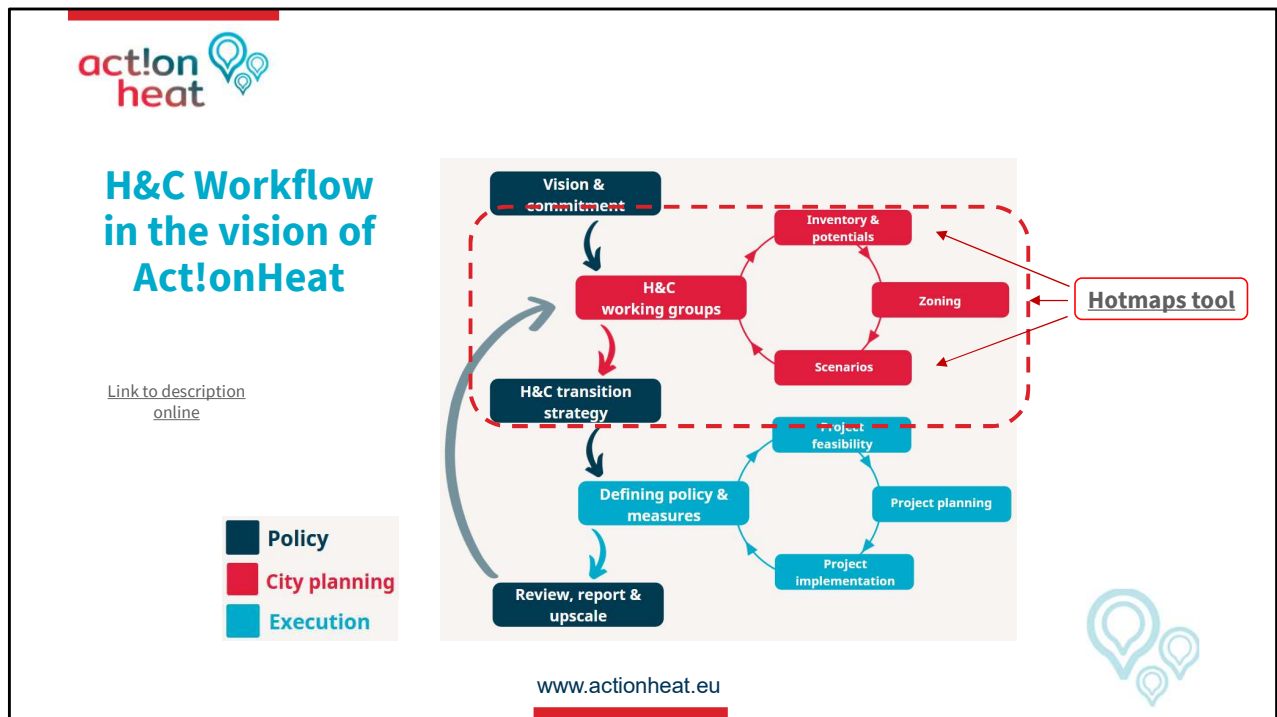 act!on
heat
H&C Workflow
in the vision of
Act!onHeat
Link to description
online
Policy
City planning
Execution
Vision &
commitment
H&C
working groups
H&C transition
strategy
Defining policy &
measures
Review, report &
upscale
Inventory &
potentials
Zoning
Scenarios
Project
feasibility
Project planning
Project
implementation
Hotmaps tool
www.actionheat.eu